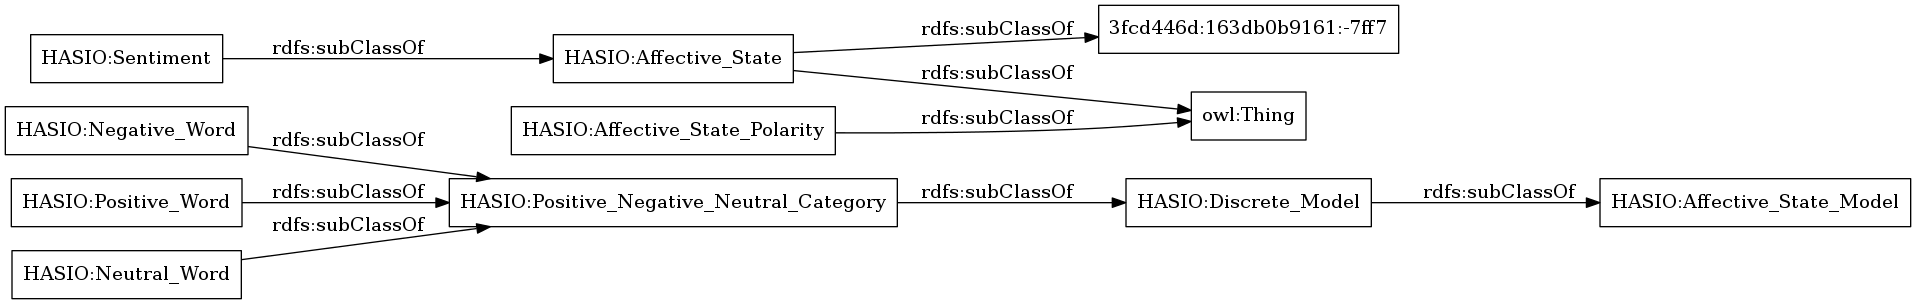 3fcd446d:163db0b9161:-7ff7
rdfs:subClassOf
HASIO:Sentiment
rdfs:subClassOf
HASIO:Affective_State
rdfs:subClassOf
owl:Thing
HASIO:Negative_Word
rdfs:subClassOf
HASIO:Affective_State_Polarity
rdfs:subClassOf
HASIO:Positive_Word
rdfs:subClassOf
HASIO:Positive_Negative_Neutral_Category
rdfs:subClassOf
HASIO:Discrete_Model
rdfs:subClassOf
HASIO:Affective_State_Model
rdfs:subClassOf
HASIO:Neutral_Word